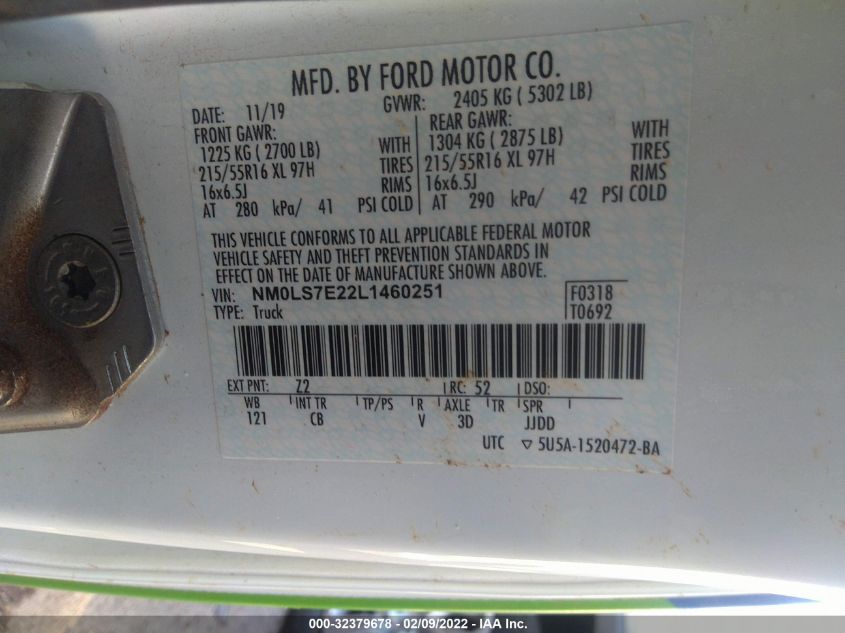 MFD. BY FORD MOTOR CO.
DATE: 11/19 GVWR: 2405 KG ( 5302 LB)
FRONT GAWR: REAR GAWR:
1225 KG ( 2700 LB) WITH 1304 KG ( 2875 LB) WITH
215/55R16 XL 97H TIRES 215/55R16 XL 97H TIRES
16x6.5J RIMS 16x6.5J RIMS
AT 280 kPa/ 41 PSI COLD AT 290 kPa/ 42 PSI COLD
THIS VEHICLE CONFORMS TO ALL APPLICABLE FEDERAL MOTOR
VEHICLE SAFETY AND THEFT PREVENTION STANDARDS IN
EFFECT ON THE DATE OF MANUFACTURE SHOWN ABOVE.
VIN: NM0LS7E22L1460251 F0318
TYPE: Truck T0692
EXT PNT: Z2 RC: 52 DSO:
WB INT TR TP/PS R AXLE TR SPR
121 CB V 3D JJDD
UTC ▽ 5U5A-1520472-BA
000-32379678 - 02/09/2022 - IAA Inc.